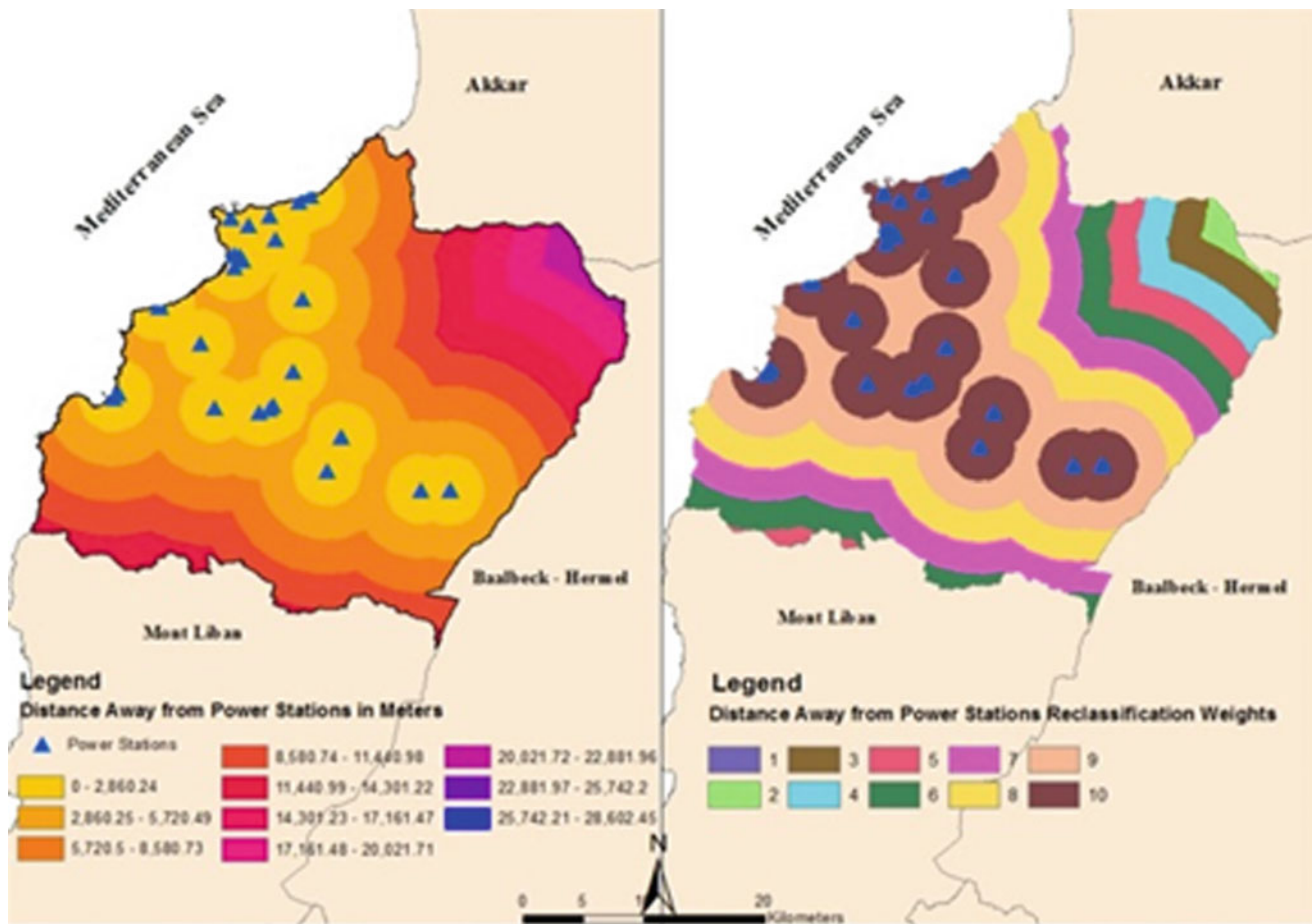 Akkar
Mediterranean Sea
Baalbeck - Hermel
Mont Liban
Legend
Distance Away from Power Stations in Meters
Power Stations
0 - 2,860.24
2,860.25 - 5,720.49
5,720.5 - 8,580.73
8,580.74 - 11,440.98
11,440.99 - 14,301.22
14,301.23 - 17,161.47
17,161.48 - 20,021.71
20,021.72 - 22,881.96
22,881.97 - 25,742.2
25,742.21 - 28,602.45
Akkar
Mediterranean Sea
Baalbeck - Hermel
Mont Liban
Legend
Distance Away from Power Stations Reclassification Weights
1 3 5 7 9
2 4 6 8 10
N
0 5 10 20
Kilometers